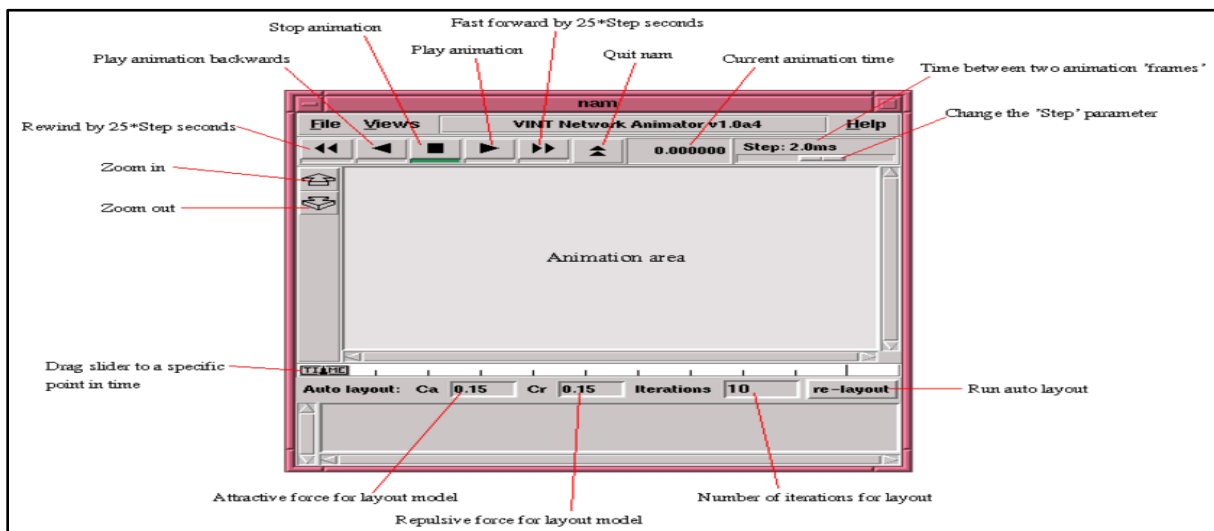 Fast forward by 25*Step seconds
Stop animation
Play animation
Quit nam
Play animation backwards
Current animation time
Time between two animation 'frames'
nam
Change the 'Step' parameter
Rewind by 25*Step seconds
File Views VINT Network Animator v1.0a4 Help
0.000000 Step: 2.0ms
Zoom in
Zoom out
Animation area
Drag slider to a specific
point in time
TIME
Auto layout: Ca 0.15 Cr 0.15 Iterations 10 re-layout
Run auto layout
Attractive force for layout model
Number of iterations for layout
Repulsive force for layout model